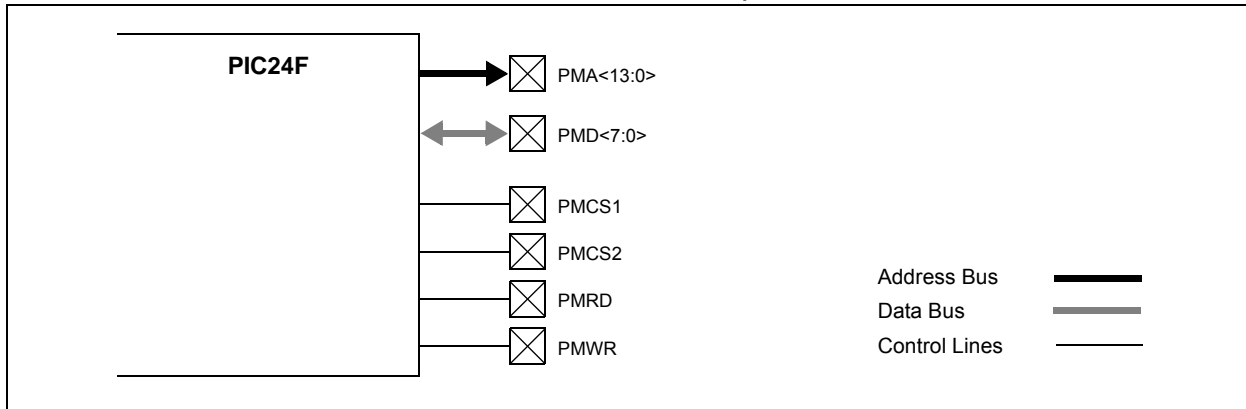 PIC24F
PMA<13:0>
PMD<7:0>
PMCS1
PMCS2
PMRD
PMWR
Address Bus
Data Bus
Control Lines